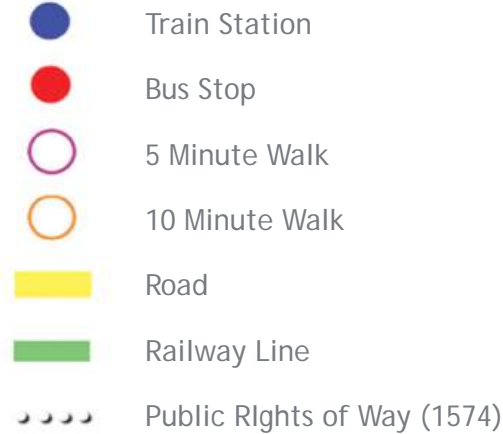 Train Station
Bus Stop
5 Minute Walk
10 Minute Walk
Road
Railway Line
Public RIghts of Way (1574)